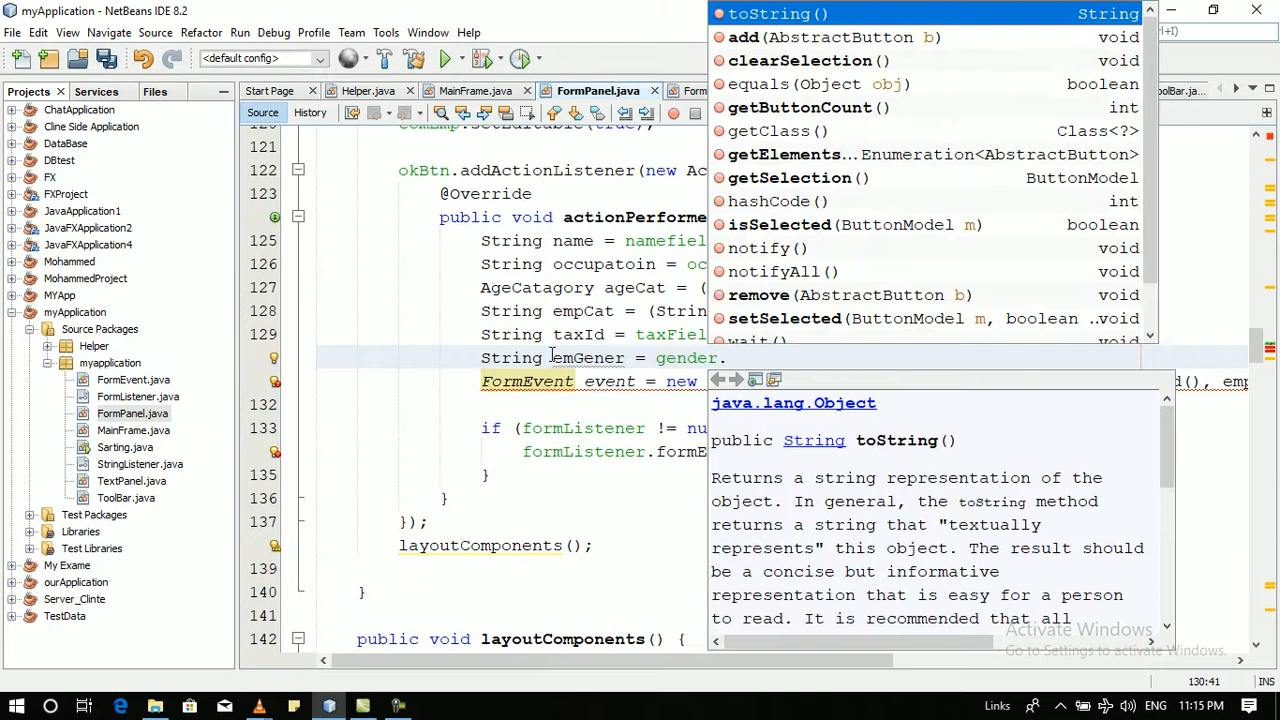 myApplication - NetBeans IDE 8.2
File Edit View Navigate Source Refactor Run Debug Profile Team Tools Window Help
<default config>
Projects Services Files
Start Page Helper.java MainFrame.java FormPanel.java
Source History
ChatApplication
Cline Side Application
DataBase
DBtest
FX
FXProject
JavaApplication1
JavaFXApplication2
JavaFXApplication4
Mohammed
MohammedProject
MYApp
myApplication
Source Packages
Helper
myapplication
FormEvent.java
FormListener.java
FormPanel.java
MainFrame.java
Sarting.java
StringListener.java
TextPanel.java
ToolBar.java
Test Packages
Libraries
Test Libraries
My Exame
ourApplication
Server_Clinte
TestData
121
122 okBtn.addActionListener(new Ac
123 @Override
public void actionPerforme
125 String name = namefiel
126 String occupatoin = oc
127 AgeCatagory ageCat = (
128 String empCat = (Strin
129 String taxId = taxFiel
String emGener = gender.
FormEvent event = new d(), emp
132
133 if (formListener != nu
formListener.formE
135 }
136 }
137 });
layoutComponents();
139
140 }
141
142 public void layoutComponents() {
toString() String
add(AbstractButton b) void
clearSelection() void
equals(Object obj) boolean
getButtonCount() int
getClass() Class<?>
getElements... Enumeration<AbstractButton>
getSelection() ButtonModel
hashCode() int
isSelected(ButtonModel m) boolean
notify() void
notifyAll() void
remove(AbstractButton b) void
setSelected(ButtonModel m, boolean .. void
wait() void
java.lang.Object
public String toString()
Returns a string representation of the
object. In general, the toString method
returns a string that "textually
represents" this object. The result should
be a concise but informative
representation that is easy for a person
to read. It is recommended that all
Activate Windows
Go to Settings to activate Windows.
130:41 INS
Links ENG 11:15 PM